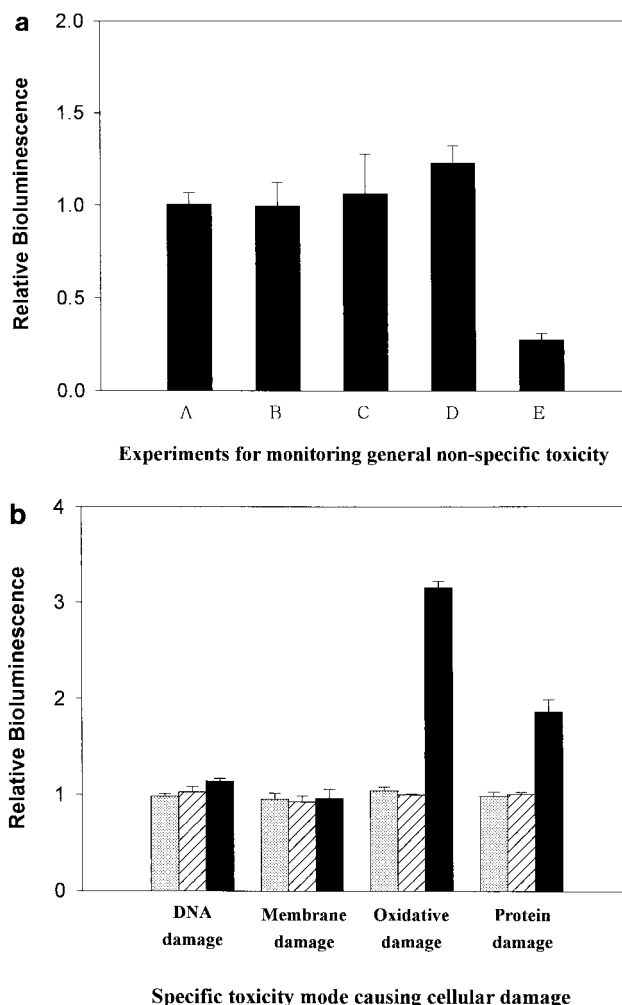 a
2.0
1.5
1.0
0.5
0.0
Relative Bioluminescence
A B C D E
Experiments for monitoring general non-specific toxicity
b
4
3
2
1
0
Relative Bioluminescence
DNA damage
Membrane damage
Oxidative damage
Protein damage
Specific toxicity mode causing cellular damage